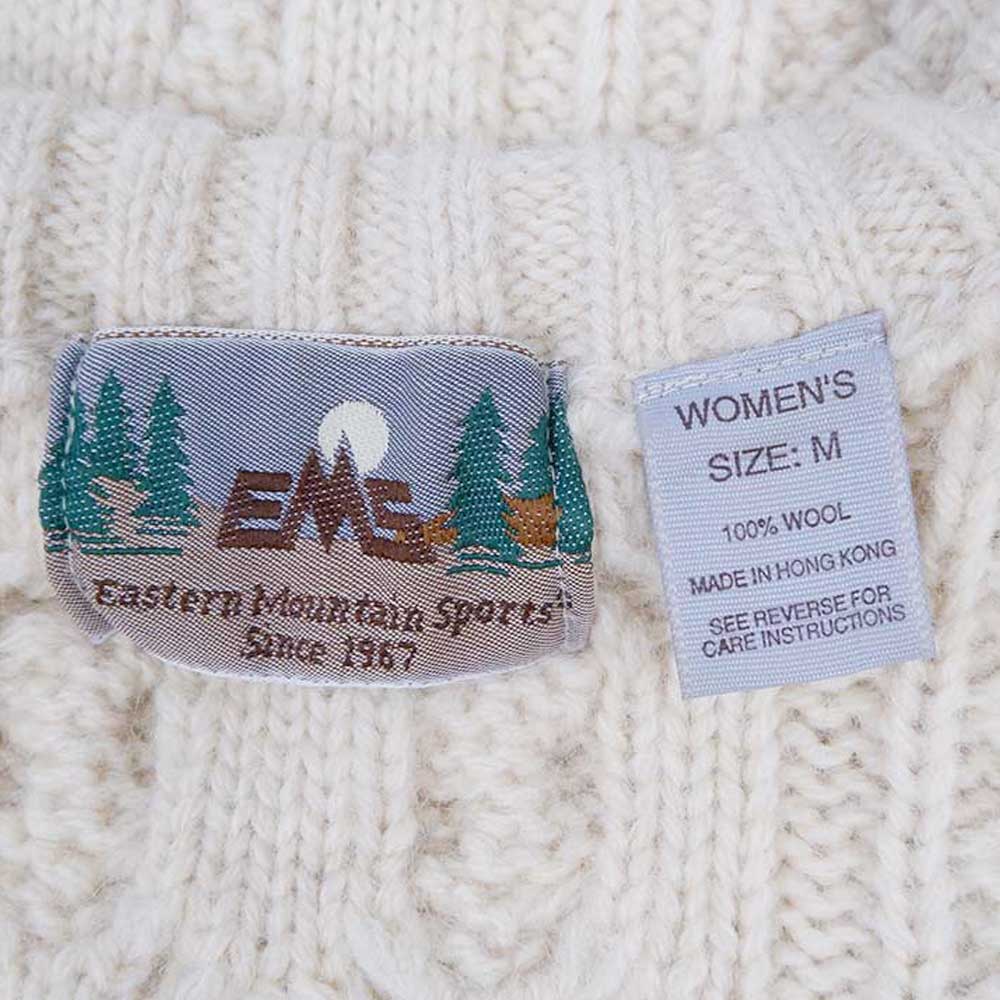 EMS
Eastern Mountain Sports
Since 1967
WOMEN'S
SIZE: M
100% WOOL
MADE IN HONG KONG
SEE REVERSE FOR
CARE INSTRUCTIONS